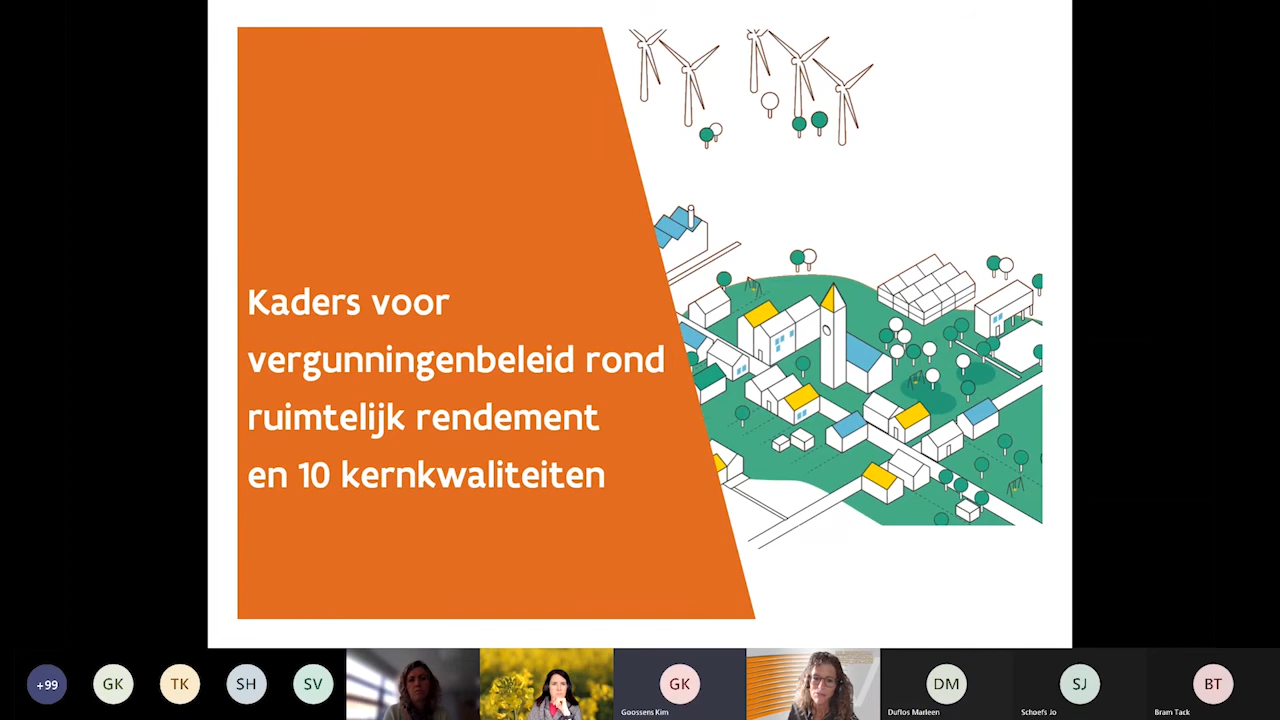 Kaders voor
vergunningenbeleid rond
ruimtelijk rendement
en 10 kernkwaliteiten
+99
GK
TK
SH
SV
GK
Goossens Kim
DM
Duflos Marleen
SJ
Schoefs Jo
BT
Bram Tack